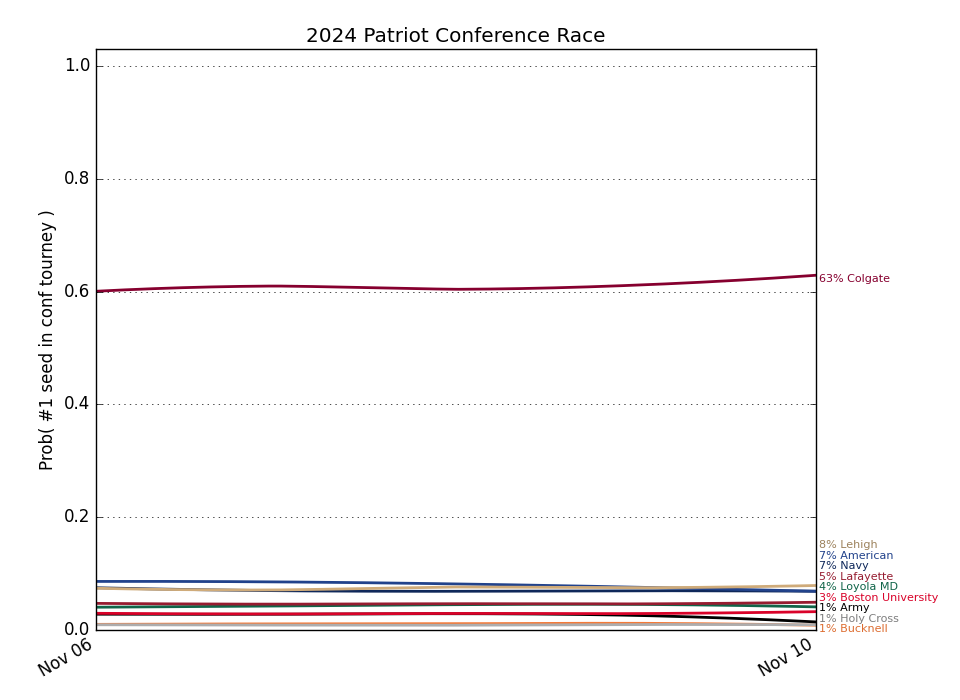 2024 Patriot Conference Race
1.0
0.8
0.6
0.4
0.2
0.0
Prob( #1 seed in conf tourney )
Nov 06
Nov 10
63% Colgate
8% Lehigh
7% American
7% Navy
5% Lafayette
4% Loyola MD
3% Boston University
1% Army
1% Holy Cross
1% Bucknell